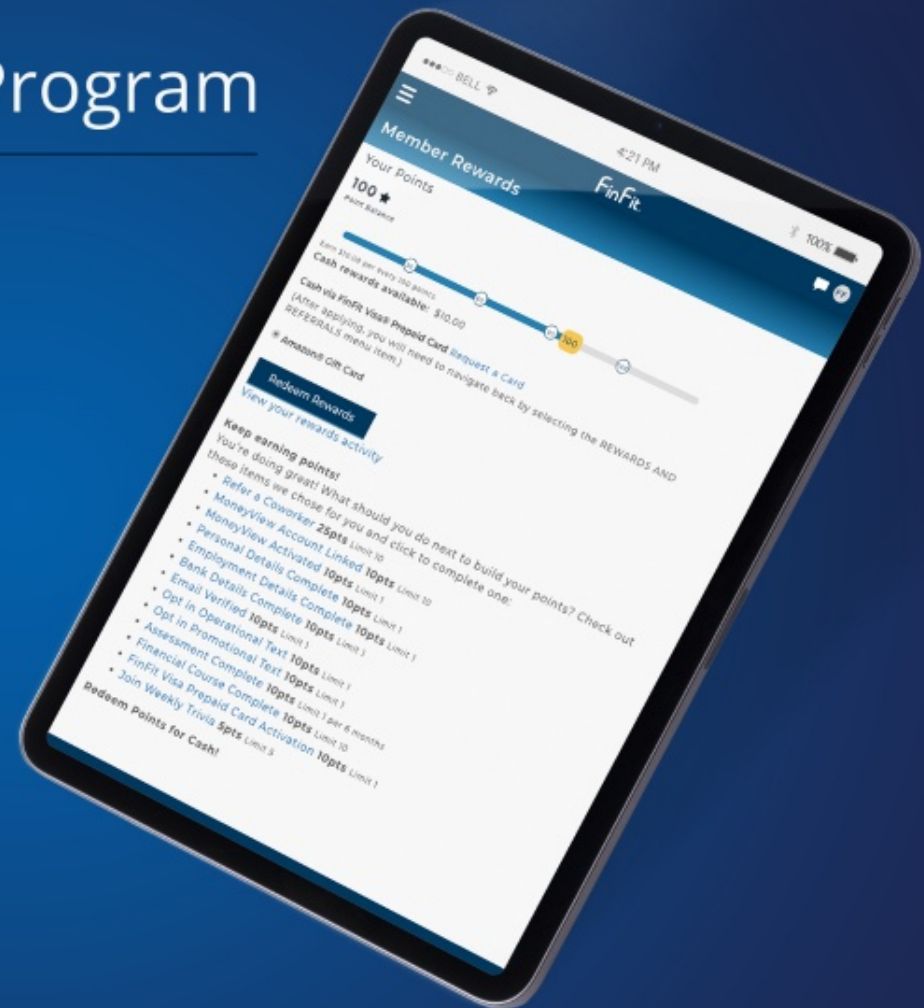 Program
BELL
4:21 PM
100%
Member Rewards
FinFit
Your Points
100
Point Balance
100
Earn $10.00 per every 100 points
Cash rewards available: $10.00
Cash via FinFit Visa® Prepaid Card Request a Card
(After applying, you will need to navigate back by selecting the REWARDS AND
REFERRALS menu item.)
Amazon® Gift Card
Redeem Rewards
View your rewards activity
Keep earning points!
You're doing great! What should you do next to build your points? Check out
these items we chose for you and click to complete one:
• Refer a Coworker 25pts Limit 10
• MoneyView Account Linked 10pts Limit 10
• MoneyView Activated 10pts Limit 1
• Personal Details Complete 10pts Limit 1
• Employment Details Complete 10pts Limit 1
• Bank Details Complete 10pts Limit 1
• Email Verified 10pts Limit 1
• Opt in Operational Text 10pts Limit 1
• Opt in Promotional Text 10pts Limit 1
• Assessment Complete 10pts Limit 1 per 6 months
• Financial Course Complete 10pts Limit 10
• FinFit Visa Prepaid Card Activation 10pts Limit 1
• Join Weekly Trivia 5pts Limit 5
Redeem Points for Cash!